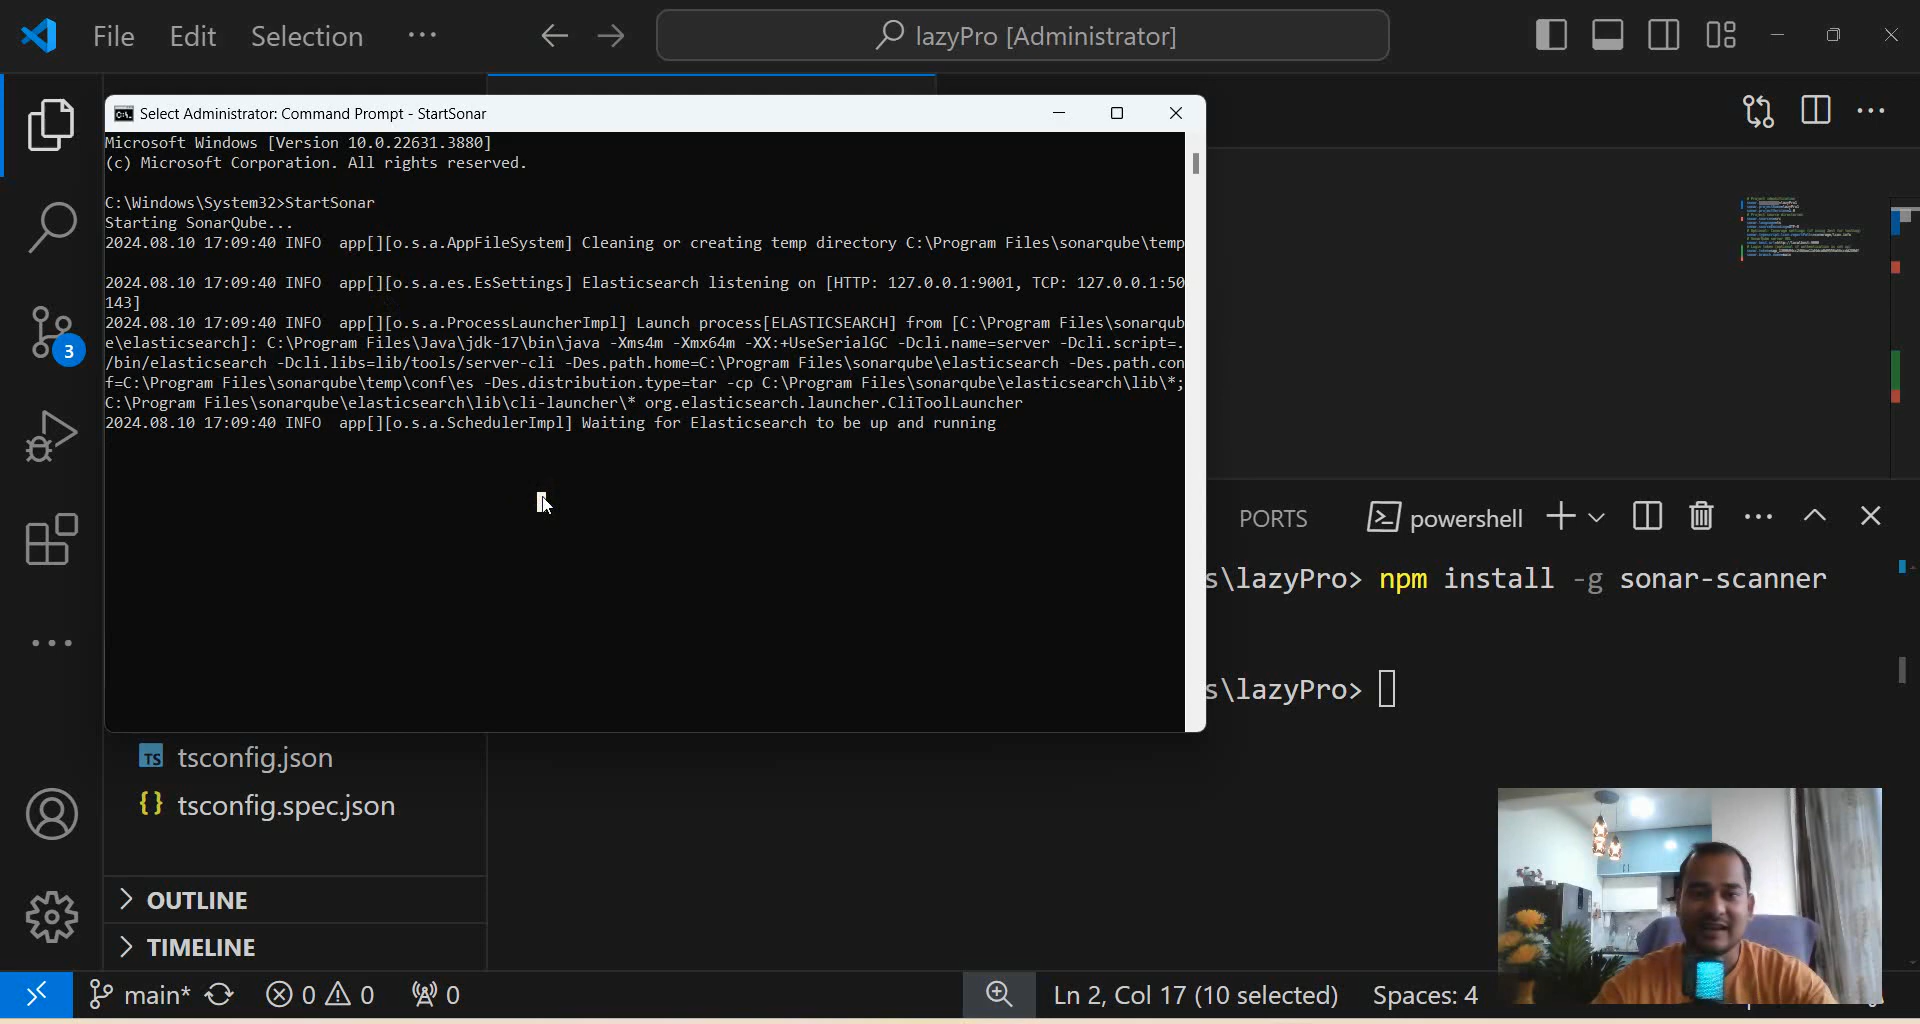 File Edit Selection ...
lazyPro [Administrator]
Select Administrator: Command Prompt - StartSonar
Microsoft Windows [Version 10.0.22631.3880]
(c) Microsoft Corporation. All rights reserved.
C:\Windows\System32>StartSonar
Starting SonarQube...
2024.08.10 17:09:40 INFO  app[][o.s.a.AppFileSystem] Cleaning or creating temp directory C:\Program Files\sonarqube\temp
2024.08.10 17:09:40 INFO  app[][o.s.a.es.EsSettings] Elasticsearch listening on [HTTP: 127.0.0.1:9001, TCP: 127.0.0.1:50
143]
2024.08.10 17:09:40 INFO  app[][o.s.a.ProcessLauncherImpl] Launch process[ELASTICSEARCH] from [C:\Program Files\sonarqub
e\elasticsearch]: C:\Program Files\Java\jdk-17\bin\java -Xms4m -Xmx64m -XX:+UseSerialGC -Dcli.name=server -Dcli.script=.
/bin/elasticsearch -Dcli.libs=lib/tools/server-cli -Des.path.home=C:\Program Files\sonarqube\elasticsearch -Des.path.con
f=C:\Program Files\sonarqube\temp\conf\es -Des.distribution.type=tar -cp C:\Program Files\sonarqube\elasticsearch\lib\*;
C:\Program Files\sonarqube\elasticsearch\lib\cli-launcher\* org.elasticsearch.launcher.CliToolLauncher
2024.08.10 17:09:40 INFO  app[][o.s.a.SchedulerImpl] Waiting for Elasticsearch to be up and running
3
PORTS powershell
s\lazyPro> npm install -g sonar-scanner
s\lazyPro>
TS tsconfig.json
{} tsconfig.spec.json
OUTLINE
TIMELINE
main* 0 0 0 Ln 2, Col 17 (10 selected) Spaces: 4